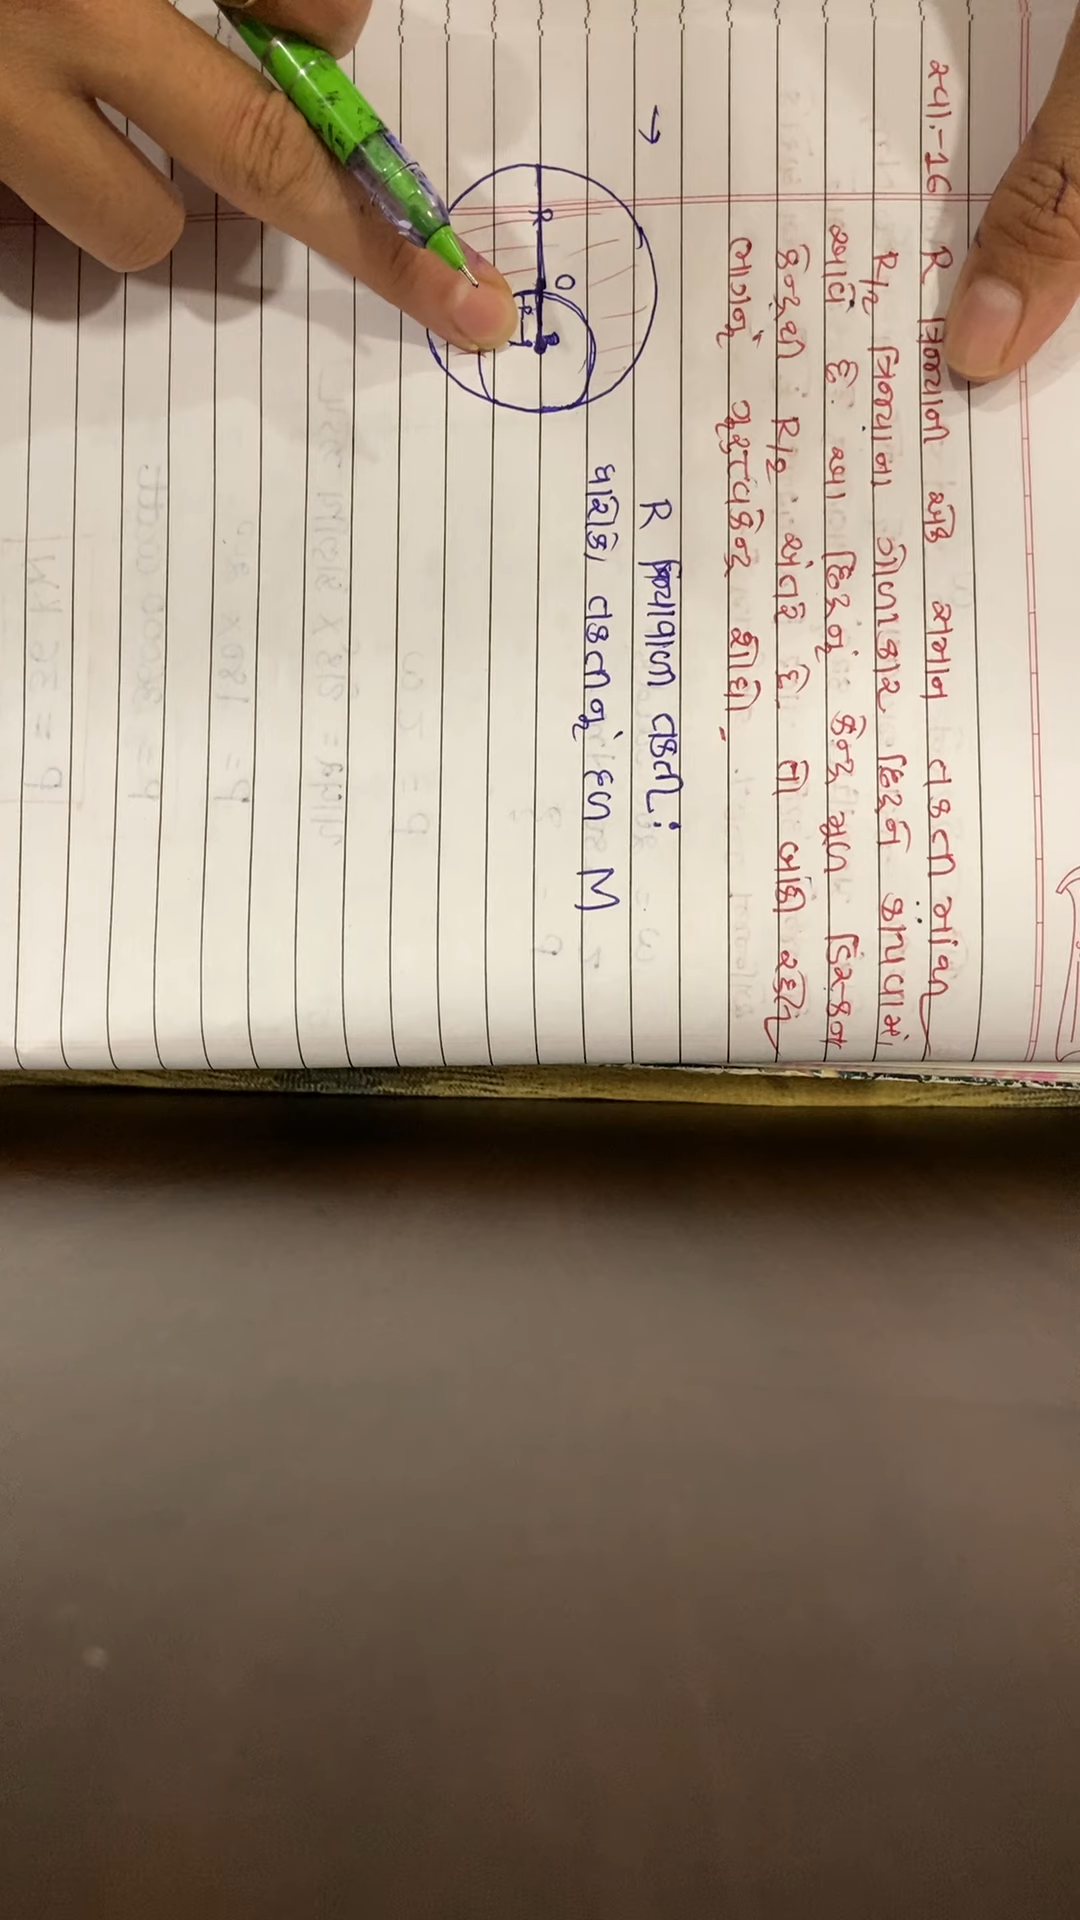 સ્વા.-16 R ત્રિજ્યાની એક સમાન તકતી માંથી
R/2 ત્રિજ્યાના ગોળાકાર છિદ્રને કાપવામાં
આવે છે. આ છિદ્રનું કેન્દ્ર મૂળ ડિસ્કના
કેન્દ્રથી R/2 અંતરે છે. તો બાકી રહેતા
ભાગનું ગુરુત્વકેન્દ્ર શોધો.
→
R
O
R ત્રિજ્યાવાળી તકતી:
ધારોકે, તકતીનું દળ M